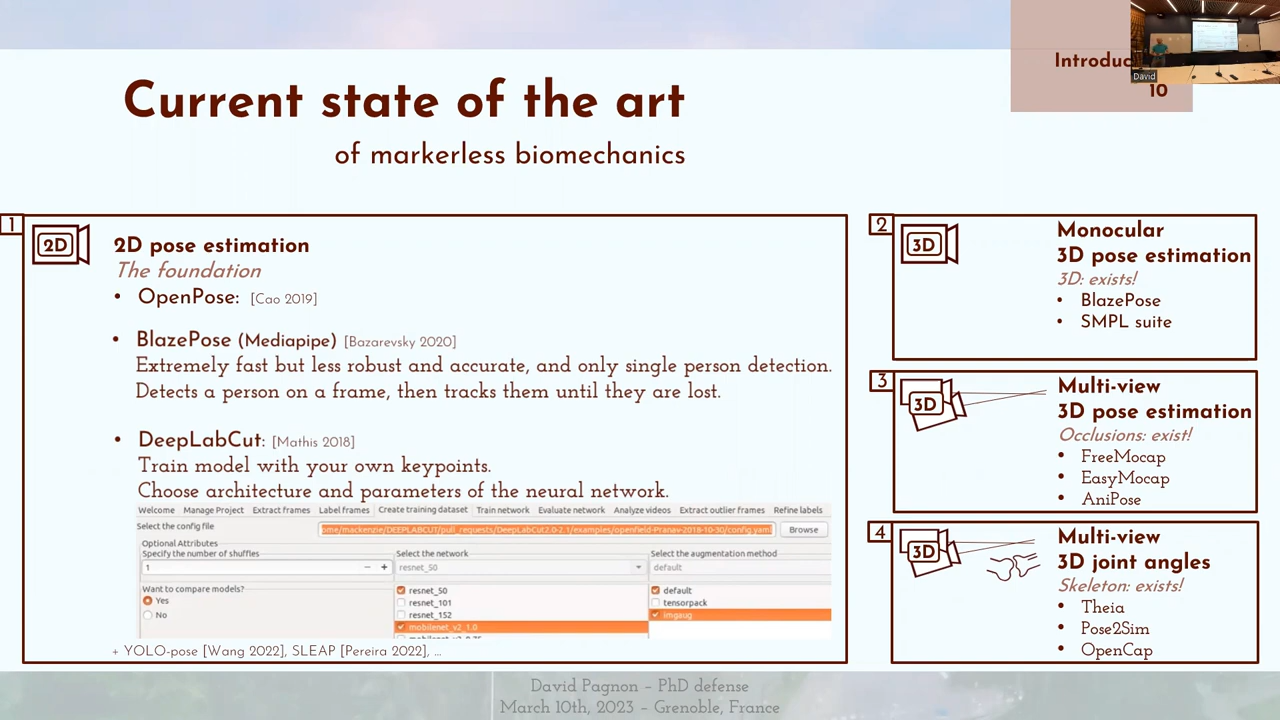 Introduc
David
10
Current state of the art
of markerless biomechanics
1
2D
2D pose estimation
The foundation
• OpenPose: [Cao 2019]
• BlazePose (Mediapipe) [Bazarevsky 2020]
Extremely fast but less robust and accurate, and only single person detection.
Detects a person on a frame, then tracks them until they are lost.
• DeepLabCut: [Mathis 2018]
Train model with your own keypoints.
Choose architecture and parameters of the neural network.
Welcome Manage Project Extract frames Label frames Create training dataset Train network Evaluate network Analyze videos Extract outlier frames Refine labels
Select the config file
ome/mackenzie/DEEPLABCUT/pull_requests/DeepLabCut2.0-2.1/examples/openfield-Pranav-2018-10-30/config.yaml
Browse
Optional Attributes
Specify the number of shuffles
Select the network
Select the augmentation method
1 − +
resnet_50
default
Want to compare models?
Yes
No
resnet_50
resnet_101
resnet_152
mobilenet_v2_1.0
default
tensorpack
imgaug
+ YOLO-pose [Wang 2022], SLEAP [Pereira 2022], ...
2
3D
Monocular
3D pose estimation
3D: exists!
• BlazePose
• SMPL suite
3
3D
Multi-view
3D pose estimation
Occlusions: exist!
• FreeMocap
• EasyMocap
• AniPose
4
3D
Multi-view
3D joint angles
Skeleton: exists!
• Theia
• Pose2Sim
• OpenCap
David Pagnon – PhD defense
March 10th, 2023 – Grenoble, France